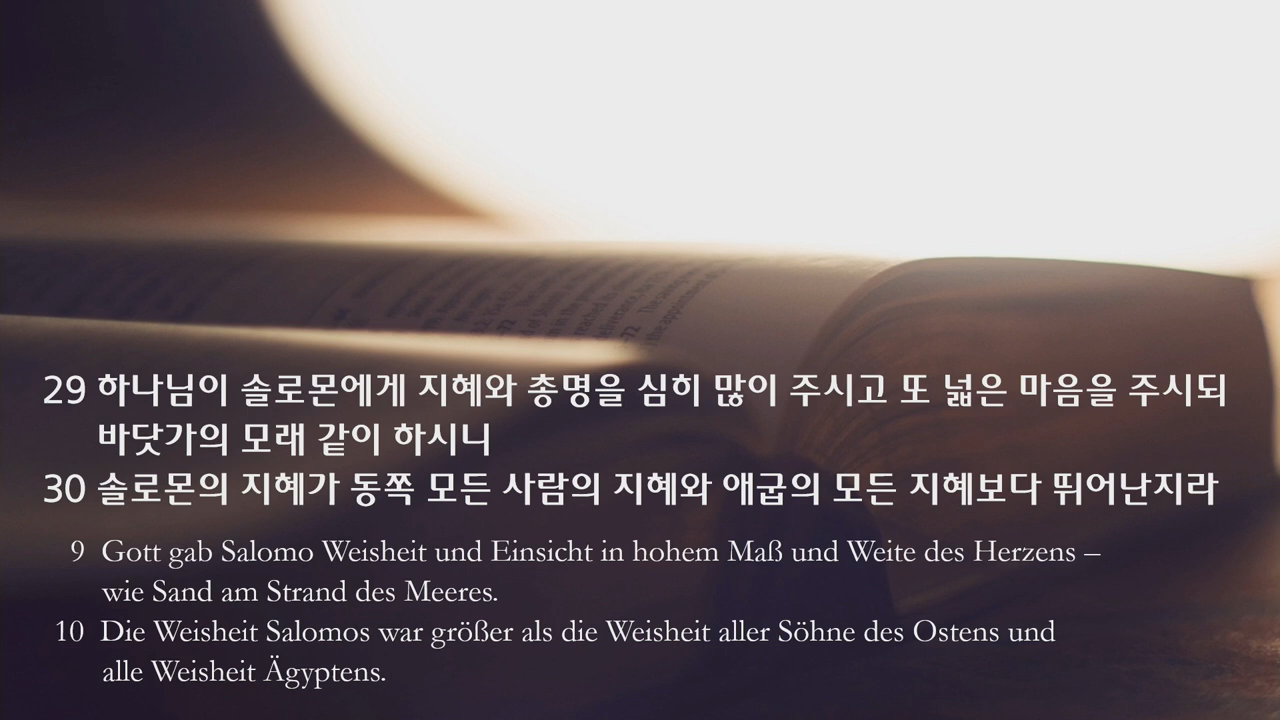 29 하나님이 솔로몬에게 지혜와 총명을 심히 많이 주시고 또 넓은 마음을 주시되
바닷가의 모래 같이 하시니
30 솔로몬의 지혜가 동쪽 모든 사람의 지혜와 애굽의 모든 지혜보다 뛰어난지라
9 Gott gab Salomo Weisheit und Einsicht in hohem Maß und Weite des Herzens –
wie Sand am Strand des Meeres.
10 Die Weisheit Salomos war größer als die Weisheit aller Söhne des Ostens und
alle Weisheit Ägyptens.